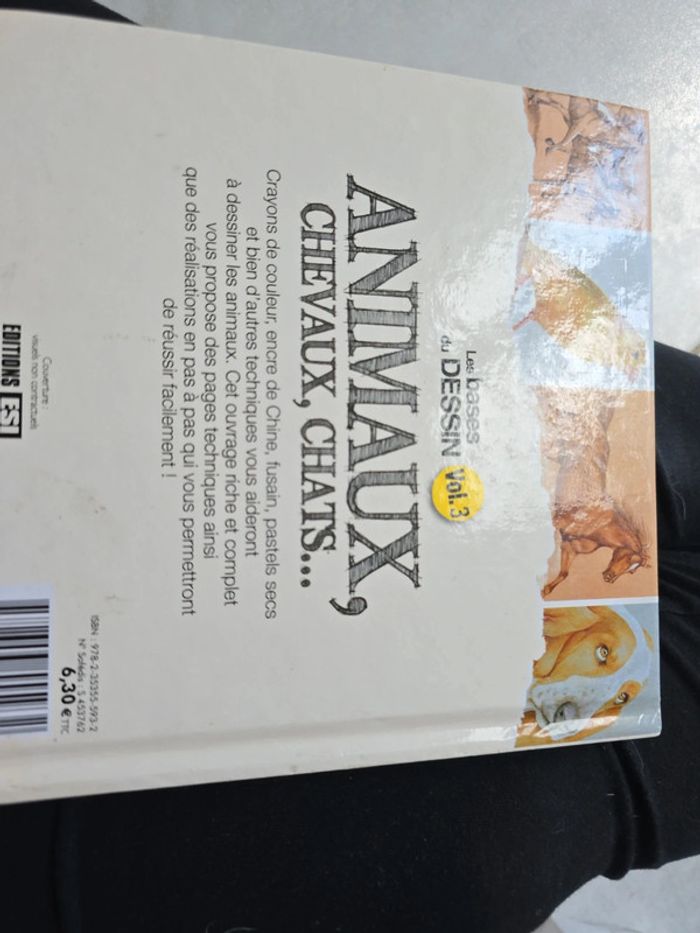 Les bases
du DESSIN Vol.3
ANIMAUX,
CHEVAUX, CHATS...
Crayons de couleur, encre de Chine, fusain, pastels secs
et bien d'autres techniques vous aideront
à dessiner les animaux. Cet ouvrage riche et complet
vous propose des pages techniques ainsi
que des réalisations en pas à pas qui vous permettront
de réussir facilement !
Couverture :
visuels non contractuels
EDITIONS ESI
ISBN : 978-2-35355-593-2
N° Sofédis : S 453762
6,30 € TTC